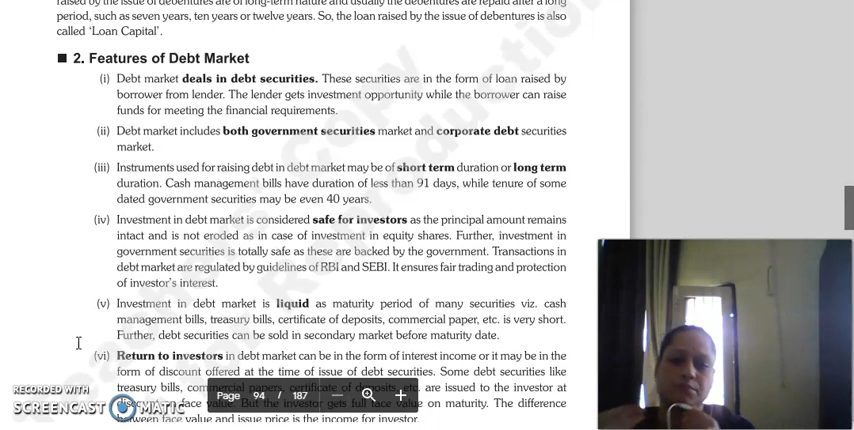 raised by the issue of debentures are of long-term nature and usually the debentures are repaid after a long
period, such as seven years, ten years or twelve years. So, the loan raised by the issue of debentures is also
called ‘Loan Capital’.
■ 2. Features of Debt Market
(i) Debt market deals in debt securities. These securities are in the form of loan raised by
borrower from lender. The lender gets investment opportunity while the borrower can raise
funds for meeting the financial requirements.
(ii) Debt market includes both government securities market and corporate debt securities
market.
(iii) Instruments used for raising debt in debt market may be of short term duration or long term
duration. Cash management bills have duration of less than 91 days, while tenure of some
dated government securities may be even 40 years.
(iv) Investment in debt market is considered safe for investors as the principal amount remains
intact and is not eroded as in case of investment in equity shares. Further, investment in
government securities is totally safe as these are backed by the government. Transactions in
debt market are regulated by guidelines of RBI and SEBI. It ensures fair trading and protection
of investor’s interest.
(v) Investment in debt market is liquid as maturity period of many securities viz. cash
management bills, treasury bills, certificate of deposits, commercial paper, etc. is very short.
Further, debt securities can be sold in secondary market before maturity date.
(vi) Return to investors in debt market can be in the form of interest income or it may be in the
form of discount offered at the time of issue of debt securities. Some debt securities like
treasury bills, commercial papers, certificate of deposits, etc. are issued to the investor at
discount on face value. But the investor gets full face value on maturity. The difference
between face value and issue price is the income for investor.
Page 94 / 187
RECORDED WITH
SCREENCAST MATIC